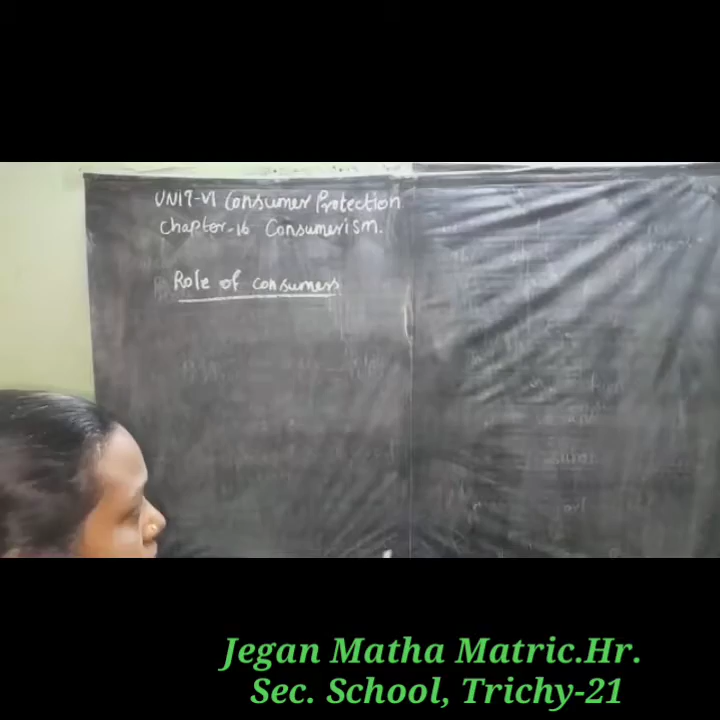 UNIT-VI Consumer Protection
Chapter-16 Consumerism.
Role of consumers
Jegan Matha Matric.Hr.
Sec. School, Trichy-21